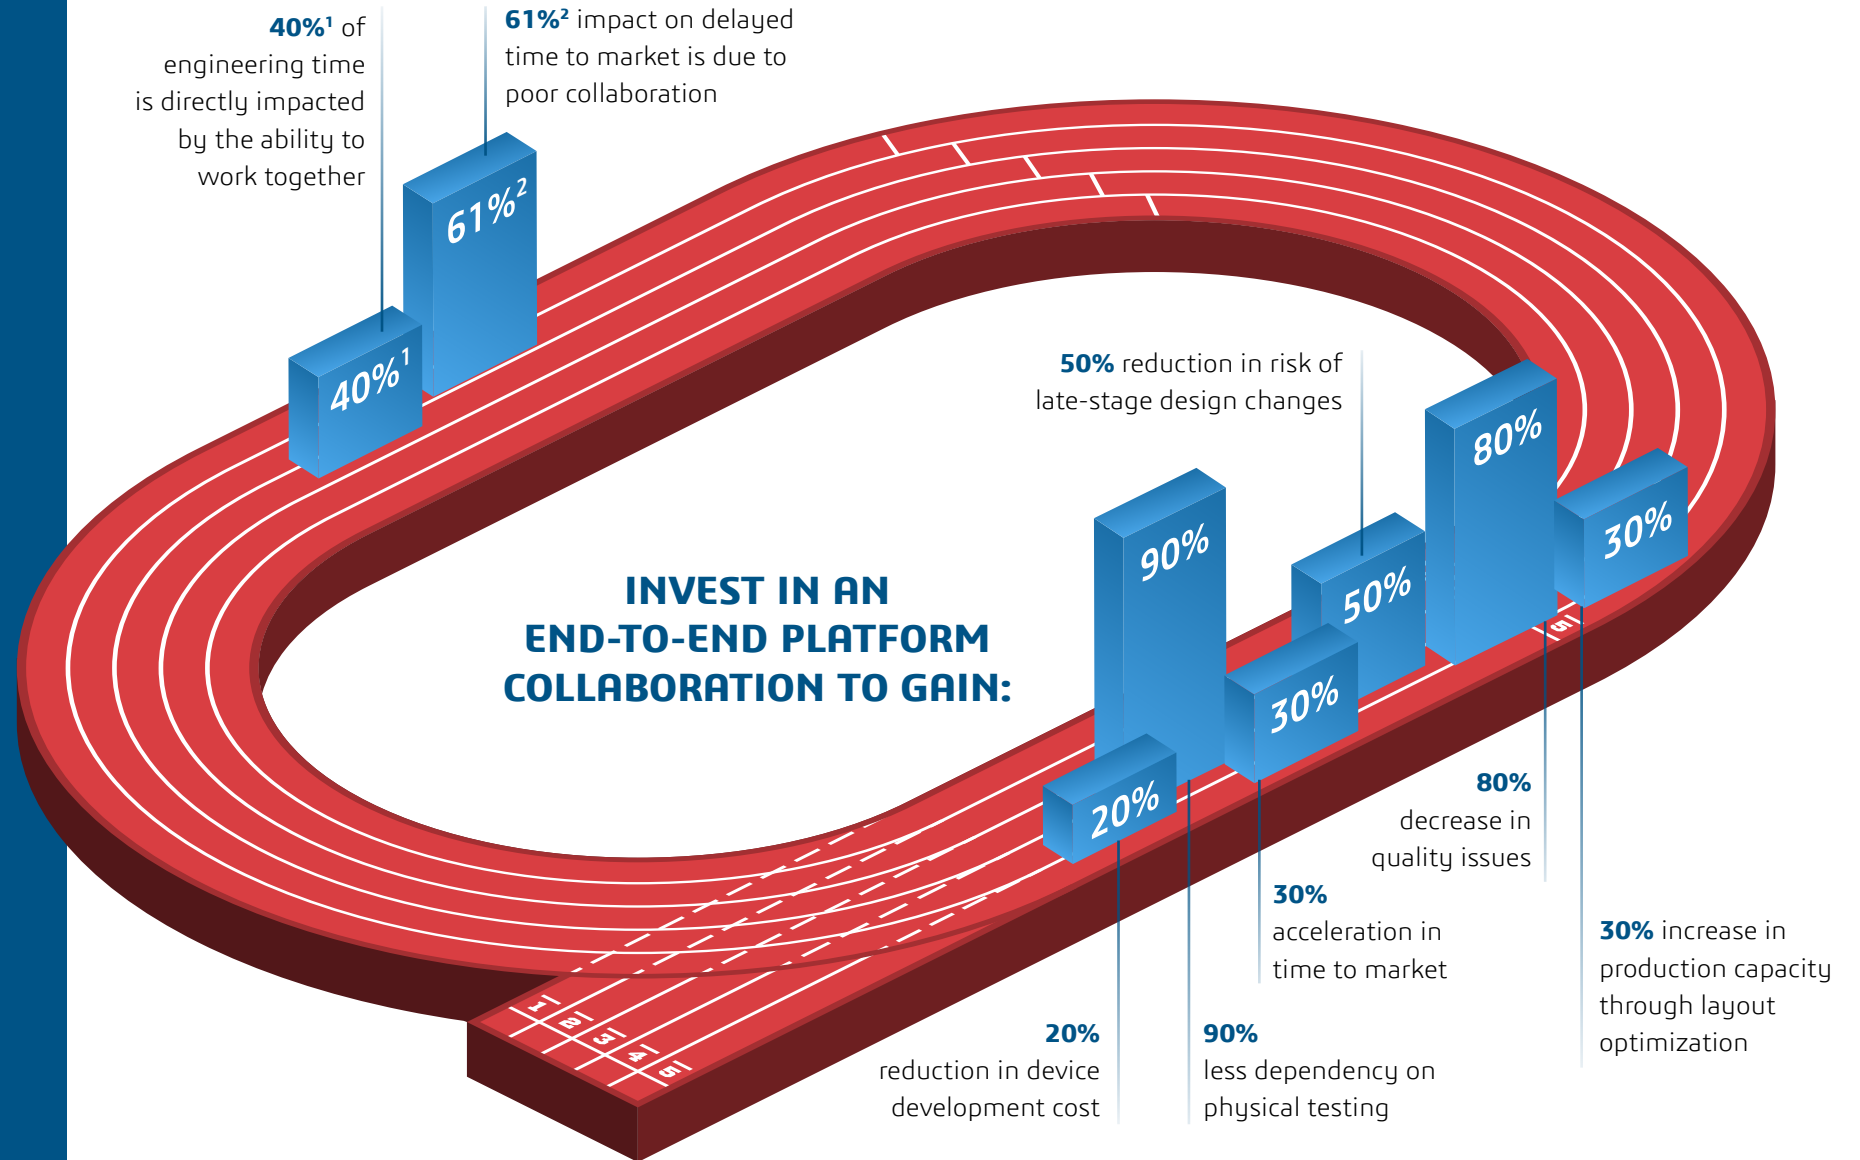 40%¹ of
engineering time
is directly impacted
by the ability to
work together
61%² impact on delayed
time to market is due to
poor collaboration
61%²
40%¹
50% reduction in risk of
late-stage design changes
INVEST IN AN
END-TO-END PLATFORM
COLLABORATION TO GAIN:
90%
50%
80%
30%
20%
30%
5
80%
decrease in
quality issues
30%
acceleration in
time to market
30% increase in
production capacity
through layout
optimization
20%
reduction in device
development cost
90%
less dependency on
physical testing
1
2
3
4
5